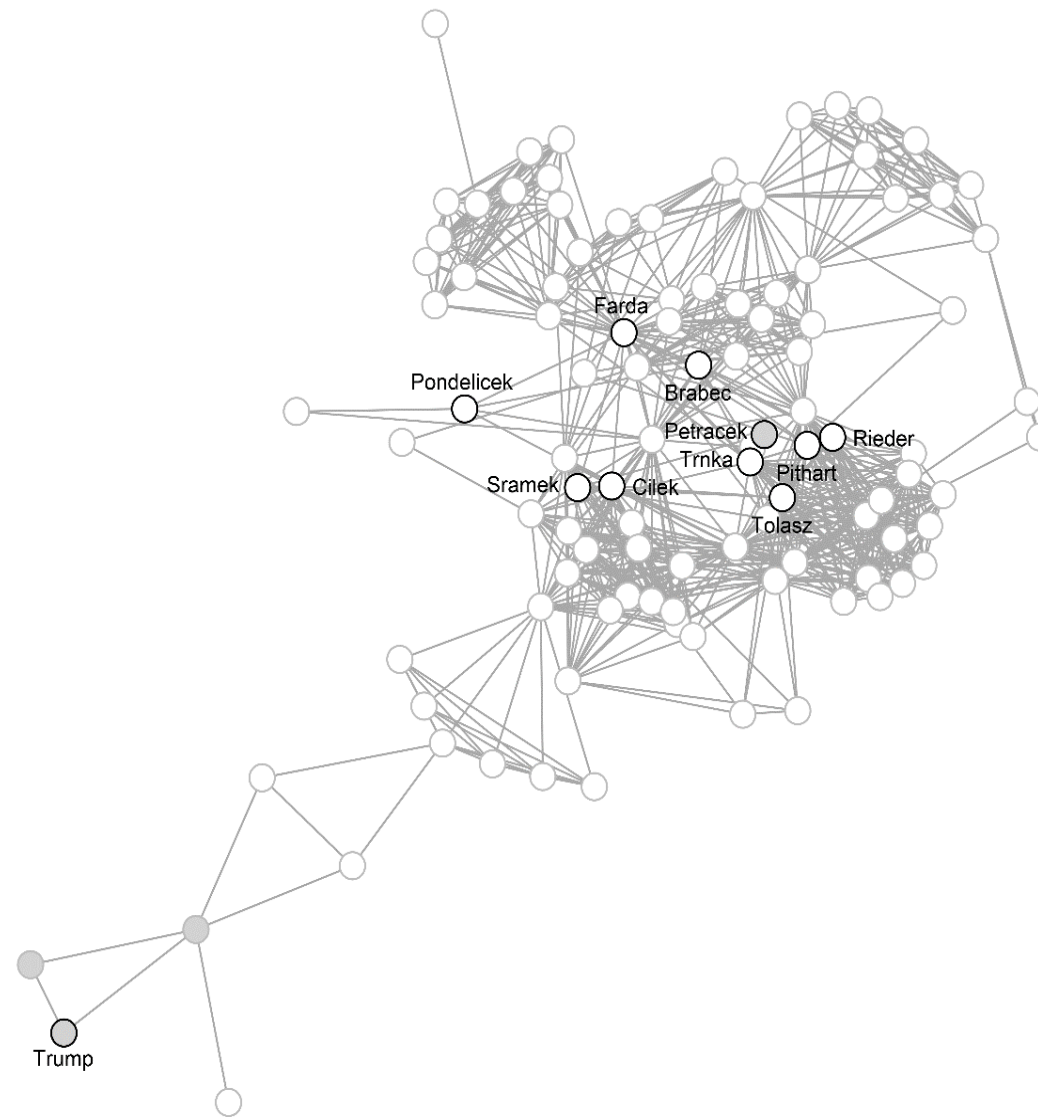 Farda
Pondelicek
Brabec
Petracek
Rieder
Trnka
Pithart
Sramek
Cilek
Tolasz
Trump